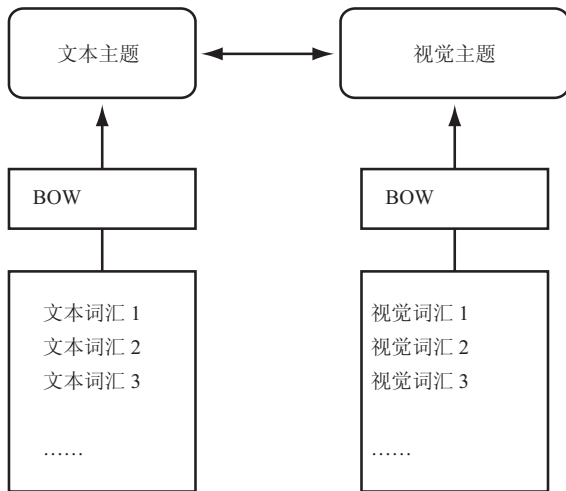 文本主题
视觉主题
BOW
BOW
文本词汇 1
文本词汇 2
文本词汇 3
……
视觉词汇 1
视觉词汇 2
视觉词汇 3
……